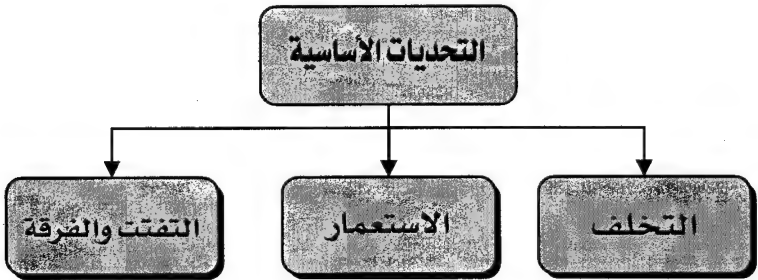 التحديات الأساسية
التخلف
الاستعمار
التفتت والفرقة